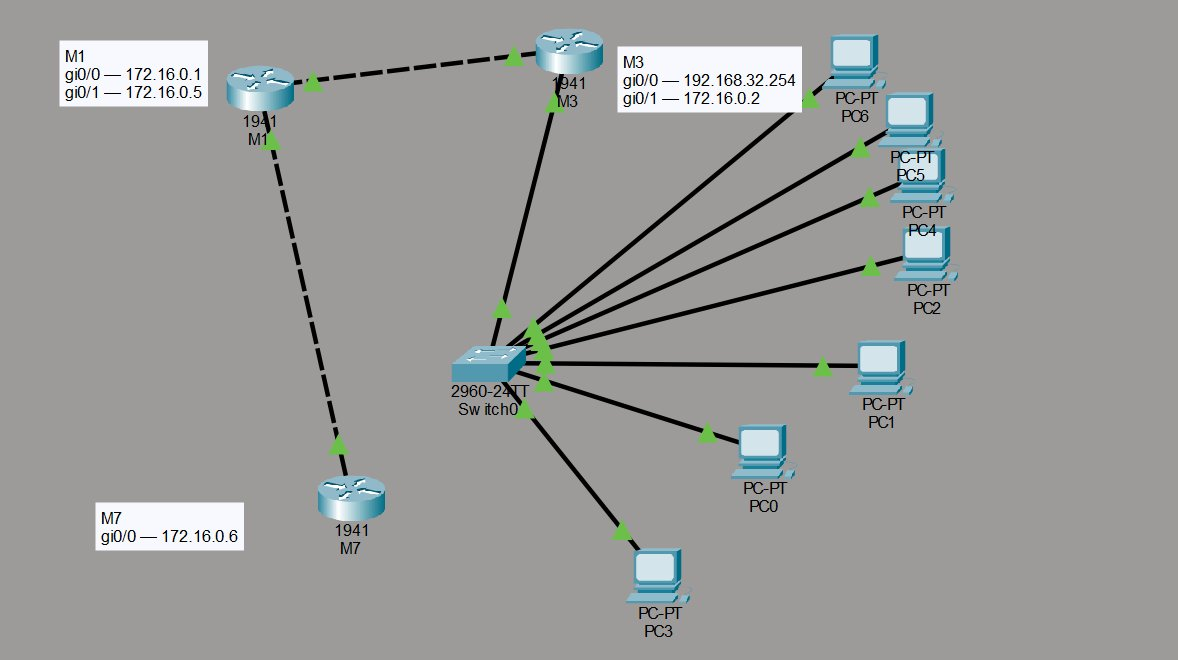 M1
gi0/0 — 172.16.0.1
gi0/1 — 172.16.0.5
1941
M1
1941
M3
M3
gi0/0 — 192.168.32.254
gi0/1 — 172.16.0.2
PC-PT
PC6
PC-PT
PC5
PC-PT
PC4
PC-PT
PC2
2960-24TT
Switch0
PC-PT
PC1
PC-PT
PC0
M7
gi0/0 — 172.16.0.6
1941
M7
PC-PT
PC3